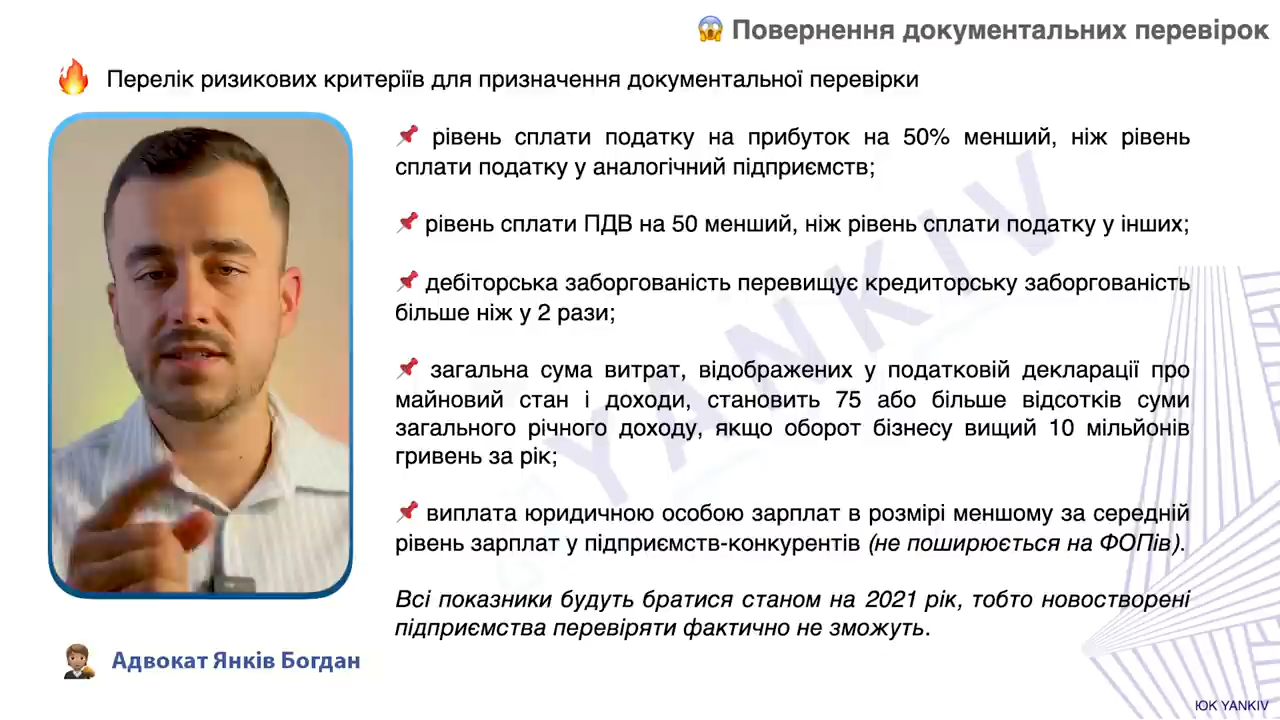 😱 Повернення документальних перевірок
🔥 Перелік ризикових критеріїв для призначення документальної перевірки
📌 рівень сплати податку на прибуток на 50% менший, ніж рівень
сплати податку у аналогічний підприємств;
📌 рівень сплати ПДВ на 50 менший, ніж рівень сплати податку у інших;
📌 дебіторська заборгованість перевищує кредиторську заборгованість
більше ніж у 2 рази;
📌 загальна сума витрат, відображених у податковій декларації про
майновий стан і доходи, становить 75 або більше відсотків суми
загального річного доходу, якщо оборот бізнесу вищий 10 мільйонів
гривень за рік;
📌 виплата юридичною особою зарплат в розмірі меншому за середній
рівень зарплат у підприємств-конкурентів (не поширюється на ФОПів).
Всі показники будуть братися станом на 2021 рік, тобто новостворені
підприємства перевіряти фактично не зможуть.
YANKIV
Адвокат Янків Богдан
ЮК YANKIV